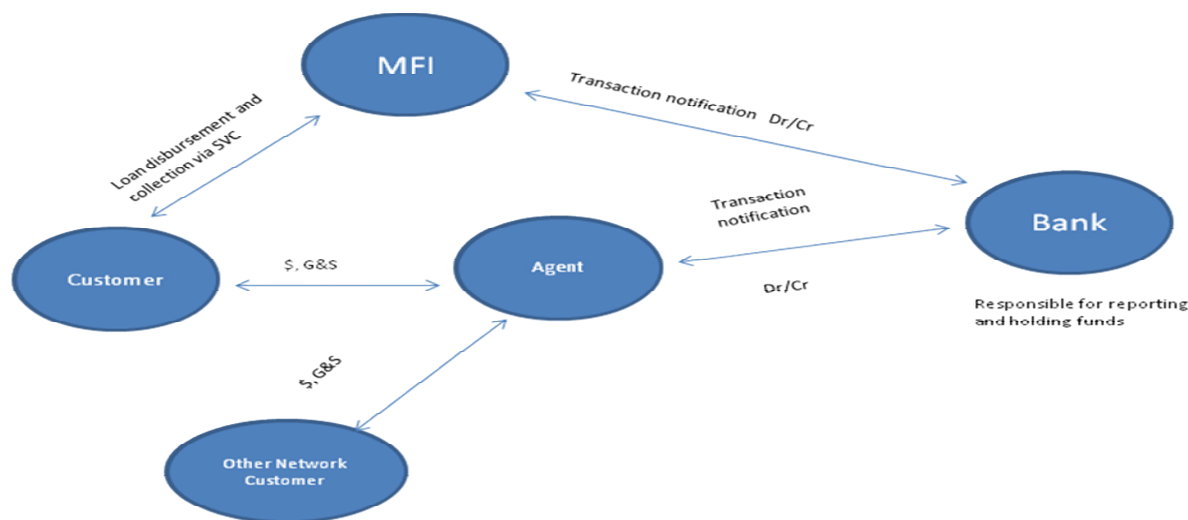 MFI
Transaction notification Dr/Cr
Loan disbursement and
collection via SVC
Transaction
notification
Bank
Customer
$, G&S
Agent
Dr/Cr
Responsible for reporting
and holding funds
$, G&S
Other Network
Customer